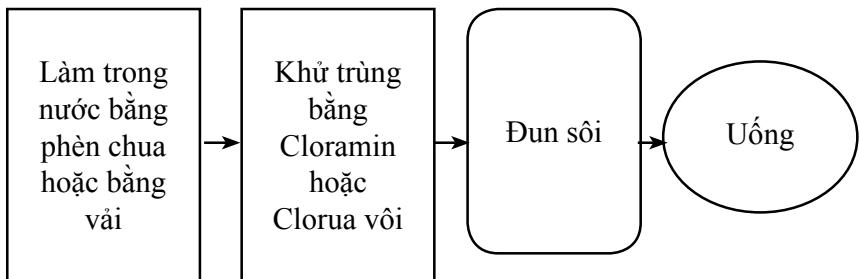 Làm trong
nước bằng
phèn chua
hoặc bằng
vải
Khử trùng
bằng
Cloramin
hoặc
Clorua vôi
Đun sôi
Uống